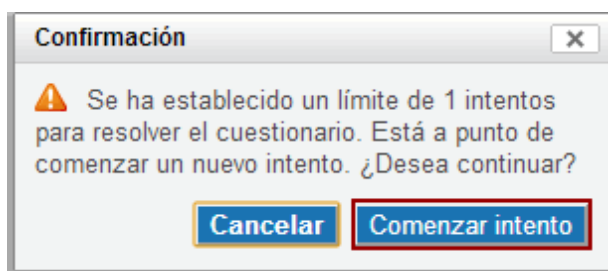 Confirmación
Se ha establecido un límite de 1 intentos
para resolver el cuestionario. Está a punto de
comenzar un nuevo intento. ¿Desea continuar?
Cancelar Comenzar intento